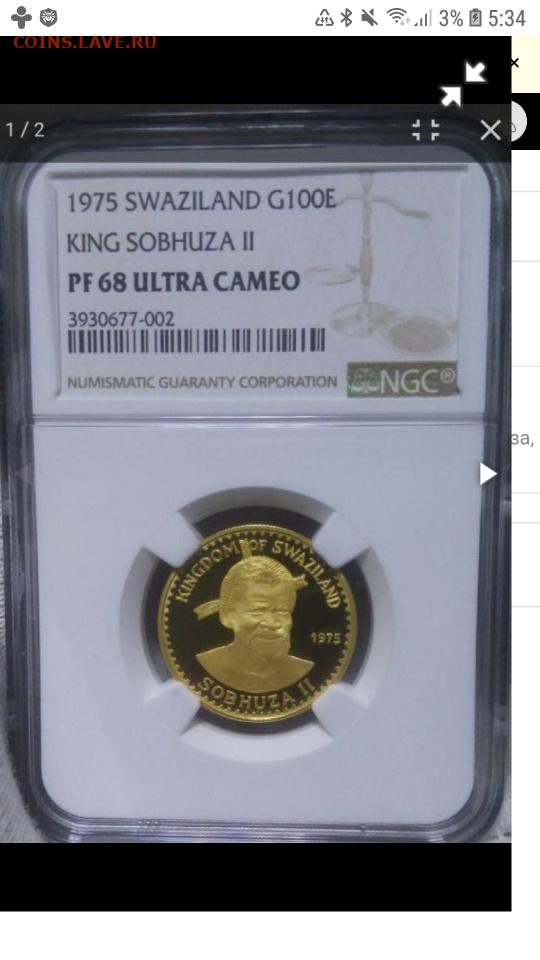 3% 5:34
COINS.LAVE.RU
1 / 2
1975 SWAZILAND G100E
KING SOBHUZA II
PF 68 ULTRA CAMEO
3930677-002
NUMISMATIC GUARANTY CORPORATION NGC®
за,
KINGDOM OF SWAZILAND
1975
SOBHUZA II